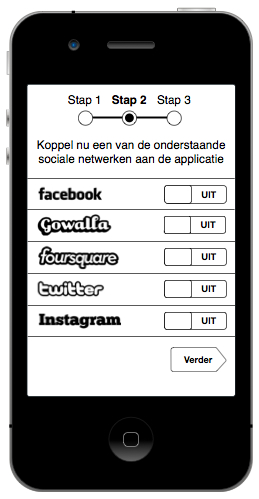 Stap 1 Stap 2 Stap 3
Koppel nu een van de onderstaande
sociale netwerken aan de applicatie
facebook UIT
Gowalla UIT
foursquare UIT
twitter UIT
Instagram UIT
Verder